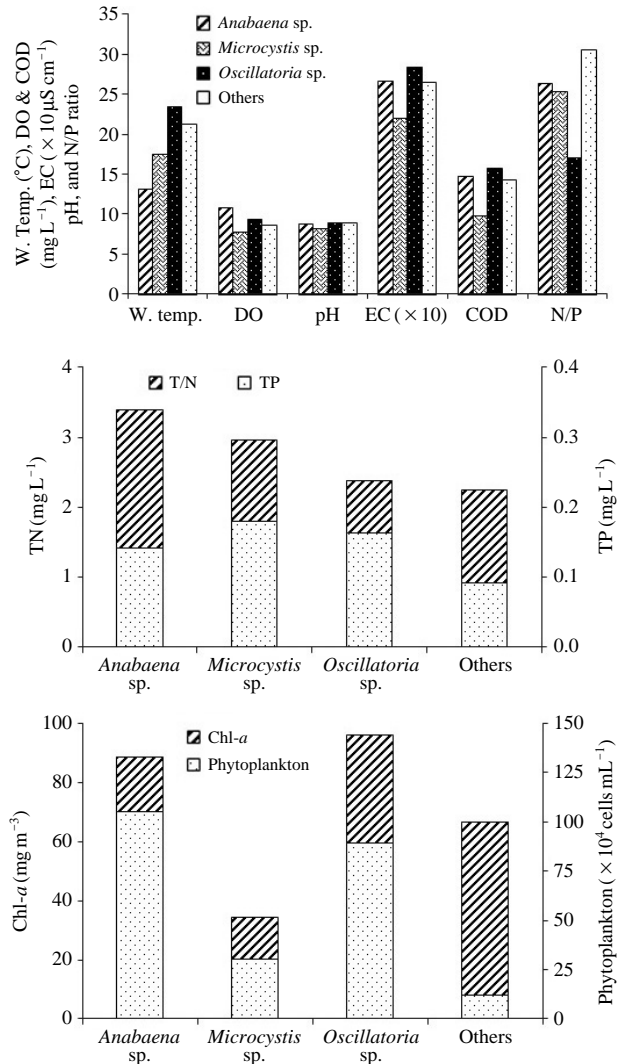 35
30
25
20
15
10
5
0
W. Temp. (°C), DO & COD
(mg L⁻¹), EC (×10 μS cm⁻¹)
pH, and N/P ratio
Anabaena sp.
Microcystis sp.
Oscillatoria sp.
Others
W. temp. DO pH EC (×10) COD N/P
4
3
2
1
0
TN (mg L⁻¹)
T/N TP
0.4
0.3
0.2
0.1
0.0
TP (mg L⁻¹)
Anabaena Microcystis Oscillatoria Others
sp. sp. sp.
100
80
60
40
20
0
Chl-a (mg m⁻³)
Chl-a
Phytoplankton
150
125
100
75
50
25
0
Phytoplankton (×10⁴ cells mL⁻¹)
Anabaena Microcystis Oscillatoria Others
sp. sp. sp.